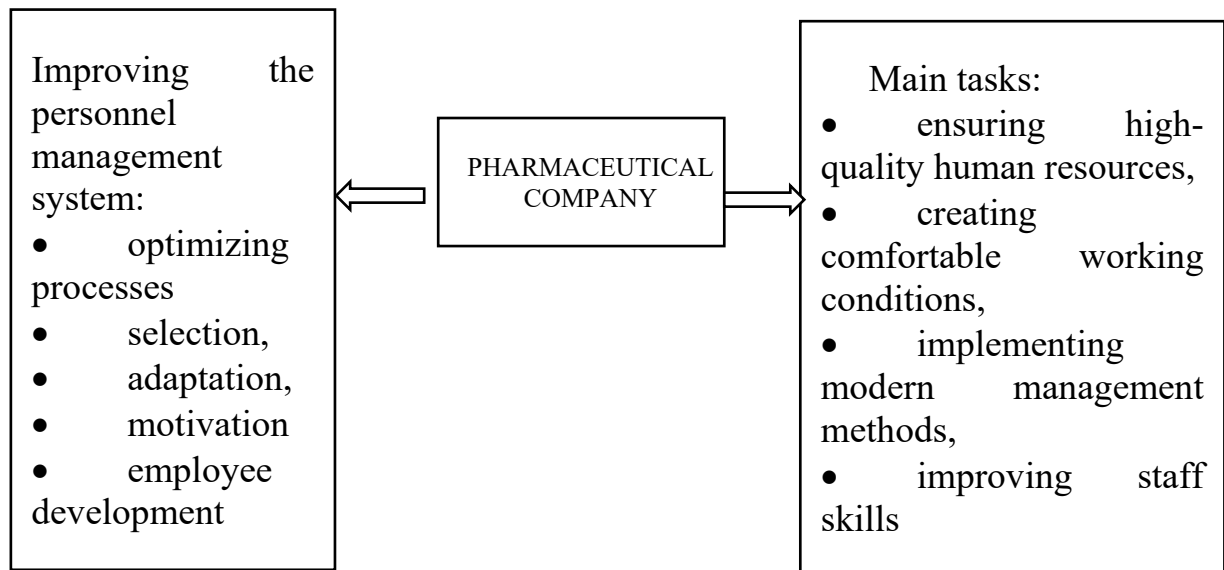 Improving the
personnel
management
system:
• optimizing
processes
• selection,
• adaptation,
• motivation
• employee
development
PHARMACEUTICAL
COMPANY
Main tasks:
• ensuring high-
quality human resources,
• creating
comfortable working
conditions,
• implementing
modern management
methods,
• improving staff
skills